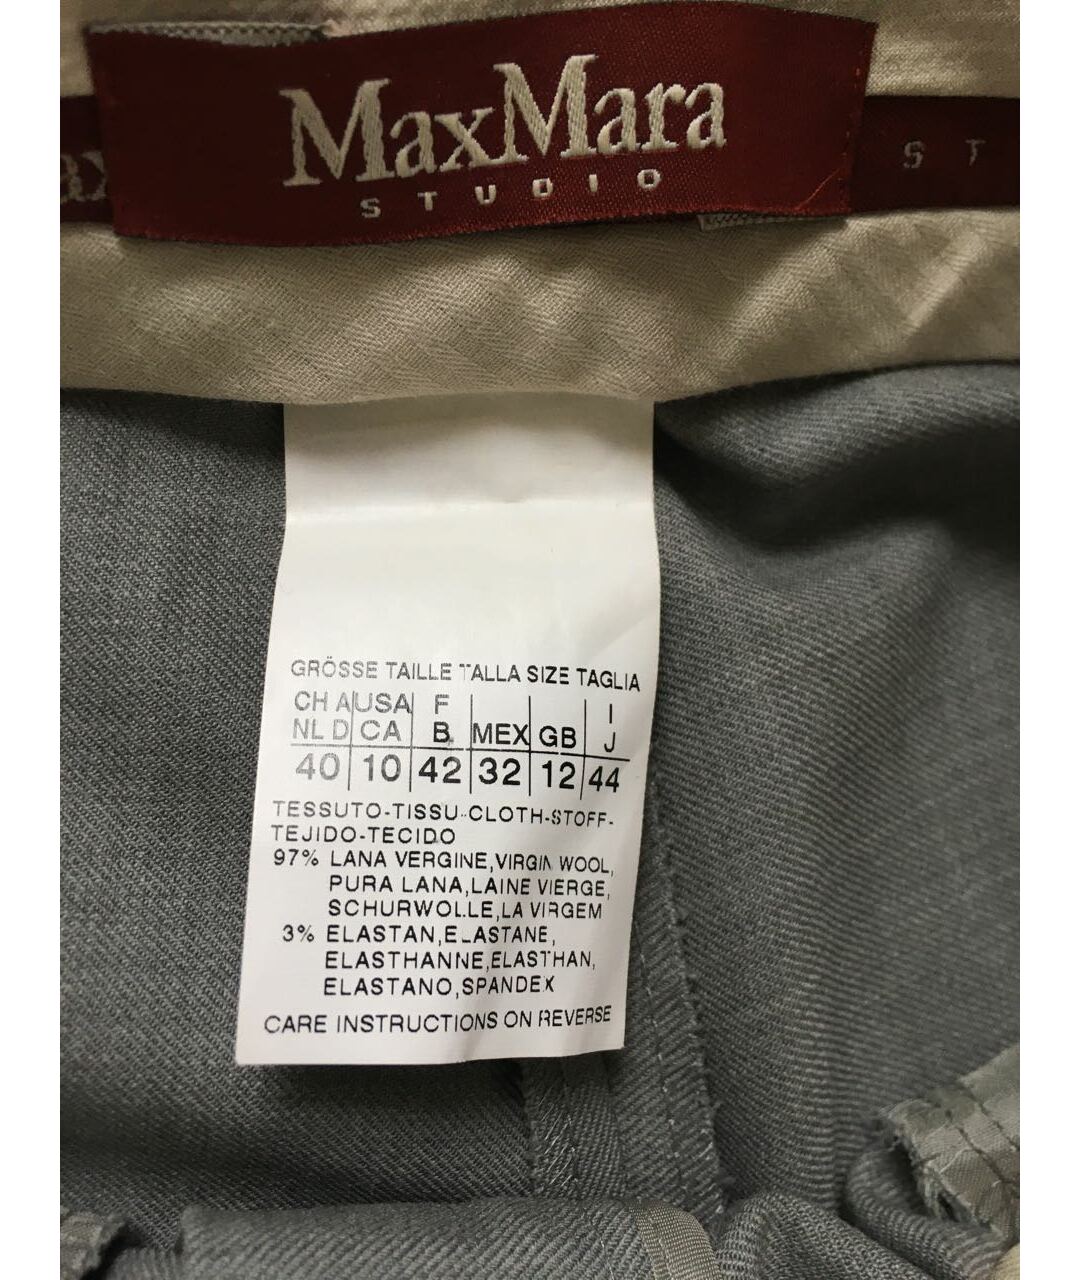 MaxMara
STUDIO
ax
S T
GRÖSSE TAILLE TALLA SIZE TAGLIA
CH A USA F I
NL D CA B MEX GB J
40 10 42 32 12 44
TESSUTO-TISSU-CLOTH-STOFF-
TEJIDO-TECIDO
97% LANA VERGINE,VIRGIN WOOL,
PURA LANA,LAINE VIERGE,
SCHURWOLLE,LA VIRGEM
3% ELASTAN,ELASTANE,
ELASTHANNE,ELASTHAN,
ELASTANO,SPANDEX
CARE INSTRUCTIONS ON REVERSE